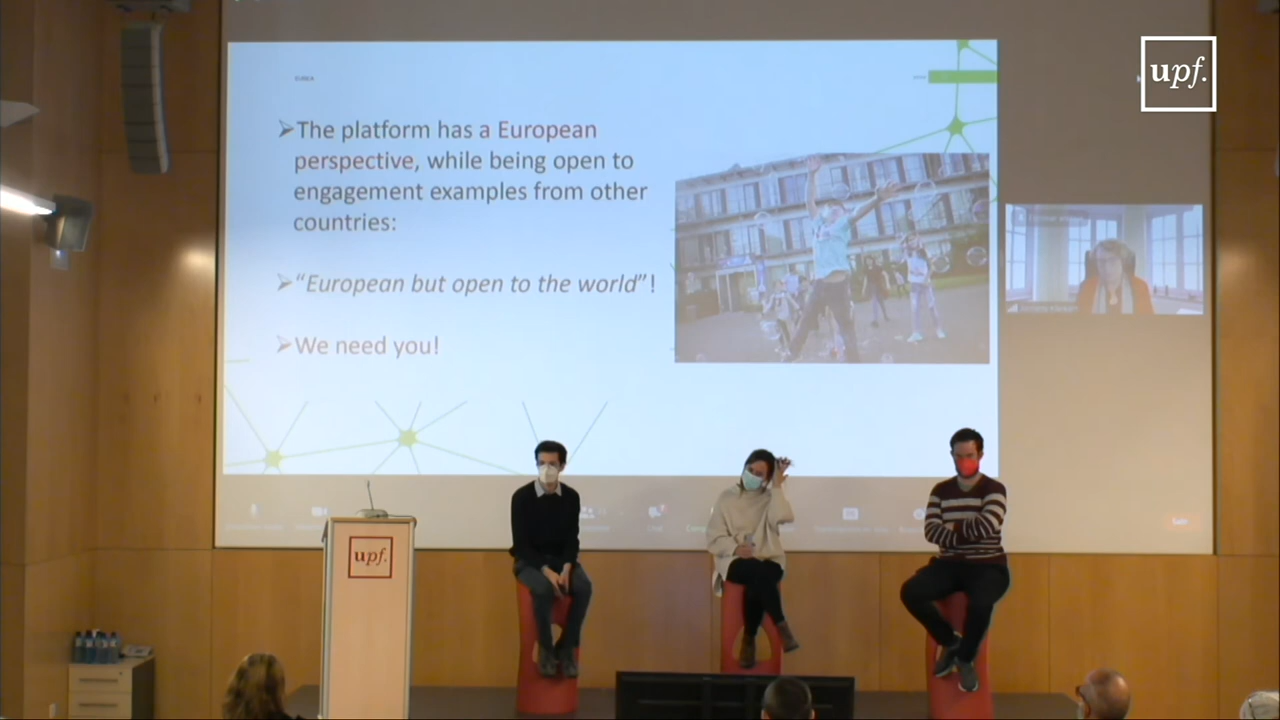 upf.
➢The platform has a European
perspective, while being open to
engagement examples from other
countries:
➢"European but open to the world"!
➢We need you!
upf.